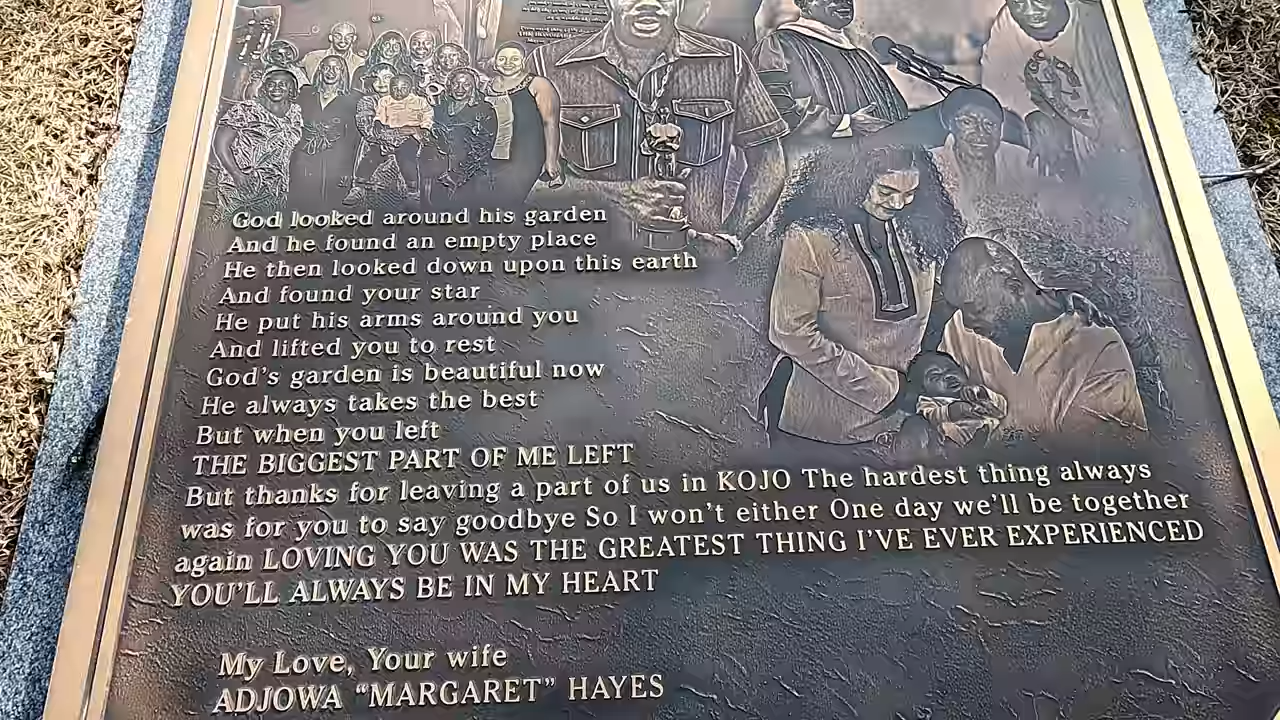 God looked around his garden
And he found an empty place
He then looked down upon this earth
And found your star
He put his arms around you
And lifted you to rest
God's garden is beautiful now
He always takes the best
But when you left
THE BIGGEST PART OF ME LEFT
But thanks for leaving a part of us in KOJO The hardest thing always
was for you to say goodbye So I won't either One day we'll be together
again LOVING YOU WAS THE GREATEST THING I'VE EVER EXPERIENCED
YOU'LL ALWAYS BE IN MY HEART
My Love, Your wife
ADJOWA "MARGARET" HAYES